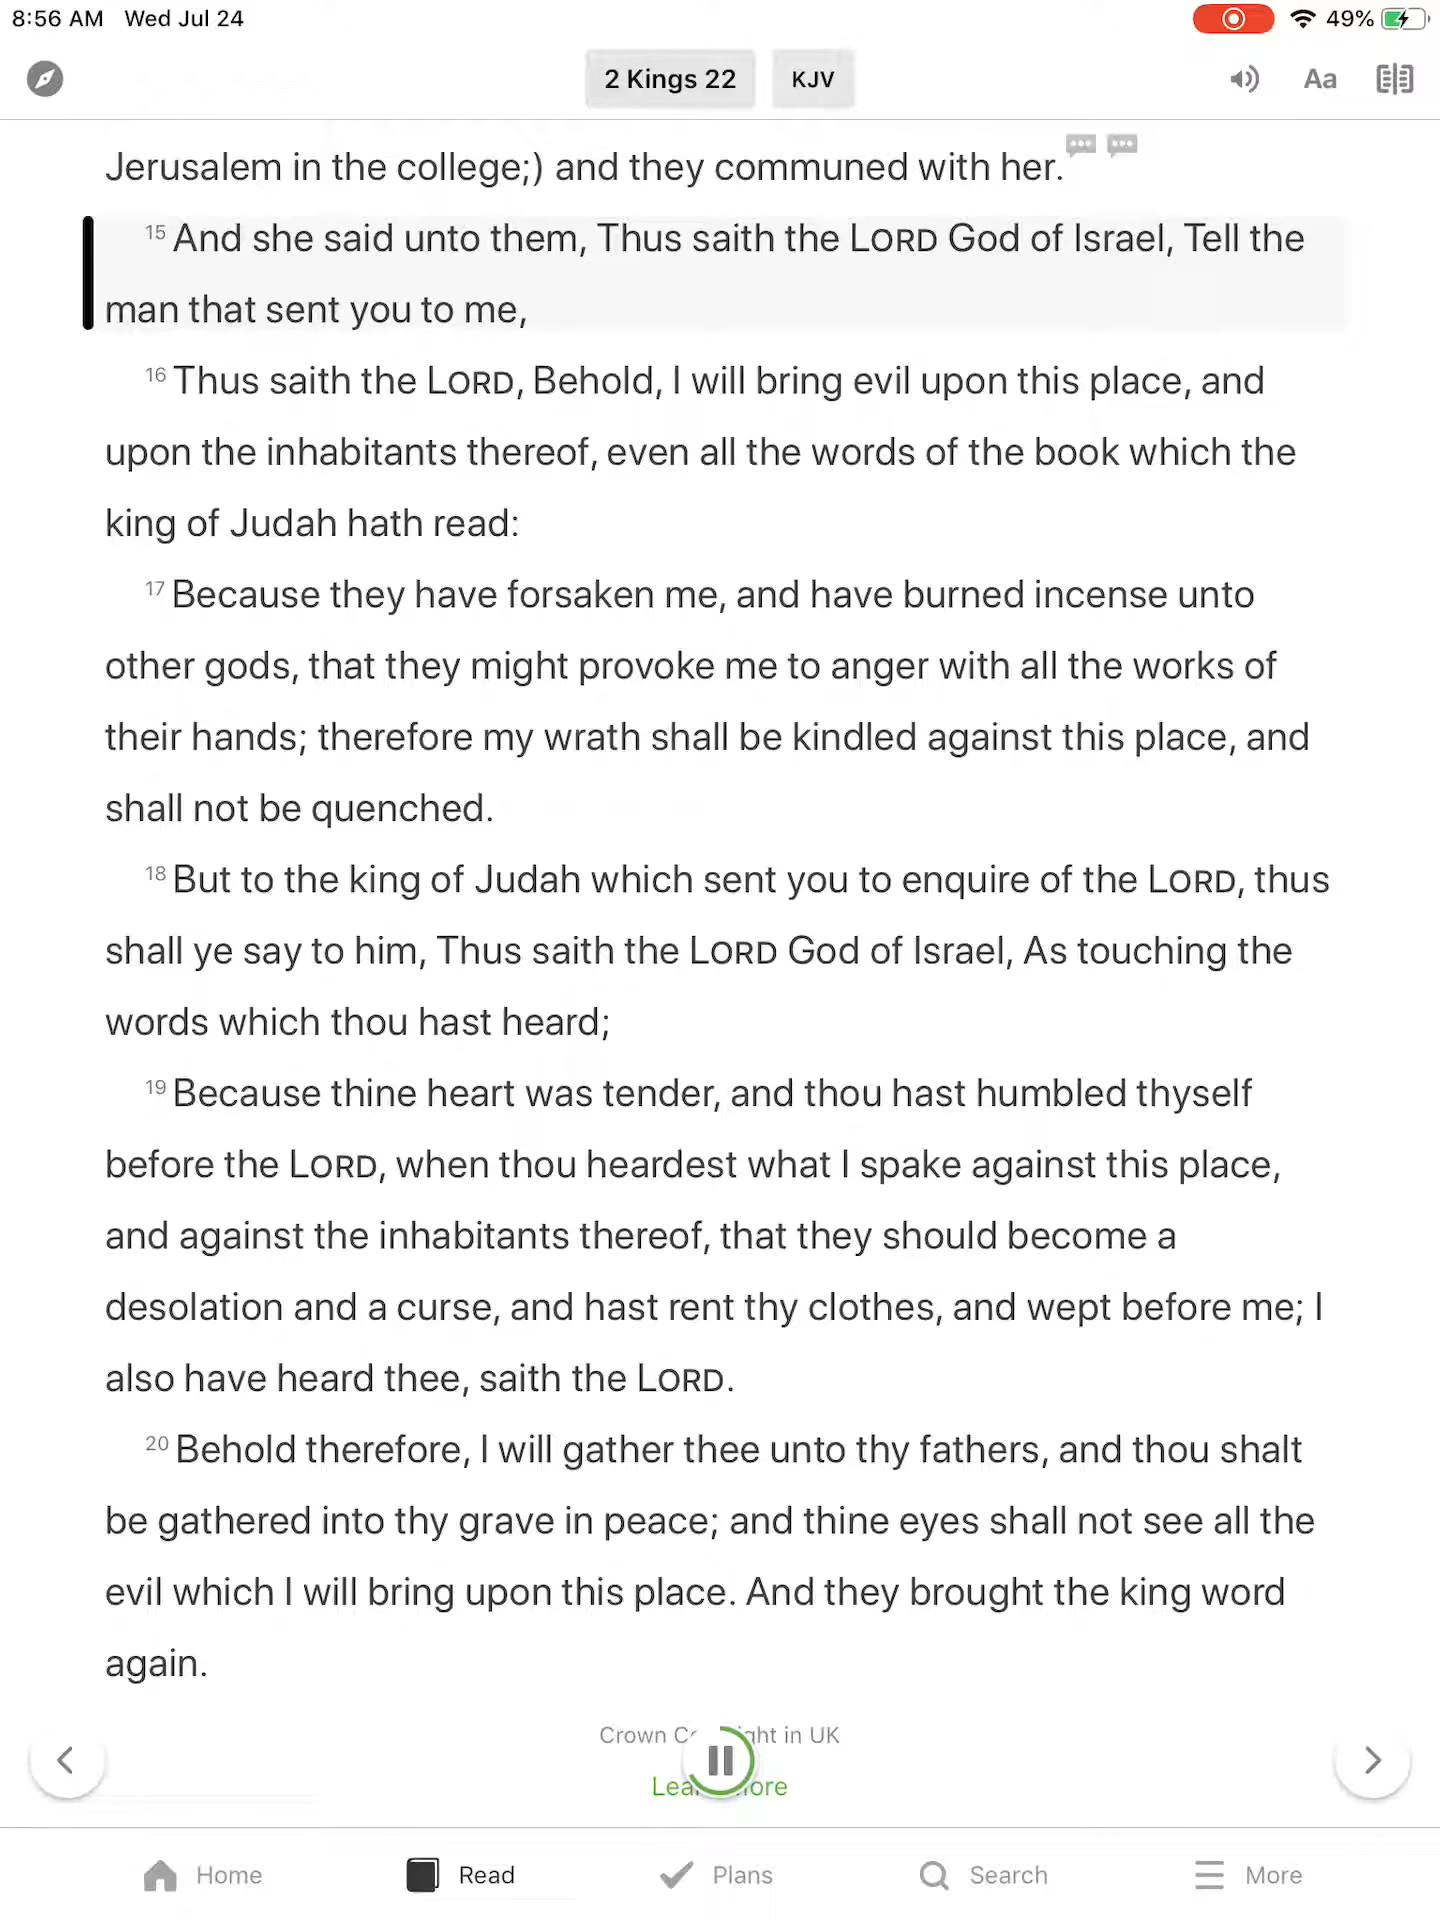 8:56 AM Wed Jul 24 49%
2 Kings 22 KJV Aa
Jerusalem in the college;) and they communed with her.
15 And she said unto them, Thus saith the LORD God of Israel, Tell the
man that sent you to me,
16 Thus saith the LORD, Behold, I will bring evil upon this place, and
upon the inhabitants thereof, even all the words of the book which the
king of Judah hath read:
17 Because they have forsaken me, and have burned incense unto
other gods, that they might provoke me to anger with all the works of
their hands; therefore my wrath shall be kindled against this place, and
shall not be quenched.
18 But to the king of Judah which sent you to enquire of the LORD, thus
shall ye say to him, Thus saith the LORD God of Israel, As touching the
words which thou hast heard;
19 Because thine heart was tender, and thou hast humbled thyself
before the LORD, when thou heardest what I spake against this place,
and against the inhabitants thereof, that they should become a
desolation and a curse, and hast rent thy clothes, and wept before me; I
also have heard thee, saith the LORD.
20 Behold therefore, I will gather thee unto thy fathers, and thou shalt
be gathered into thy grave in peace; and thine eyes shall not see all the
evil which I will bring upon this place. And they brought the king word
again.
Crown in UK
Home Read Plans Search More